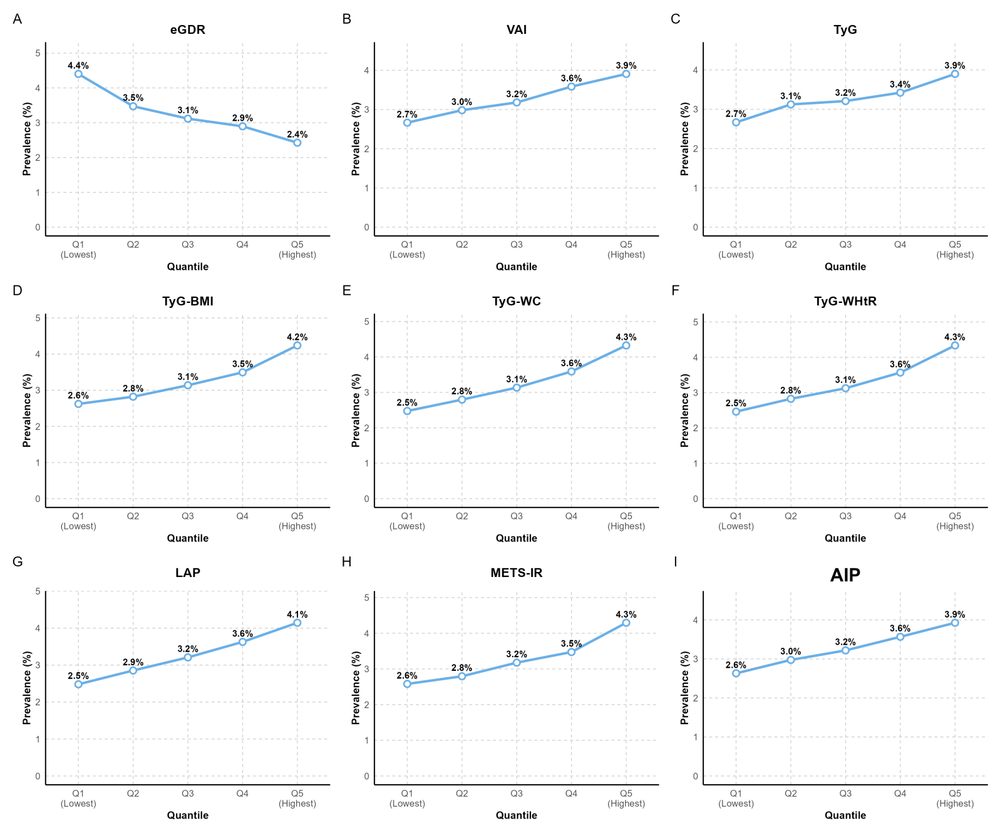 A
eGDR
5
4
3
2
1
0
Prevalence (%)
4.4%
3.5%
3.1%
2.9%
2.4%
Q1 Q2 Q3 Q4 Q5
(Lowest) (Highest)
Quantile
B
VAI
4
3
2
1
0
Prevalence (%)
2.7%
3.0%
3.2%
3.6%
3.9%
Q1 Q2 Q3 Q4 Q5
(Lowest) (Highest)
Quantile
C
TyG
4
3
2
1
0
Prevalence (%)
2.7%
3.1%
3.2%
3.4%
3.9%
Q1 Q2 Q3 Q4 Q5
(Lowest) (Highest)
Quantile
D
TyG-BMI
5
4
3
2
1
0
Prevalence (%)
2.6%
2.8%
3.1%
3.5%
4.2%
Q1 Q2 Q3 Q4 Q5
(Lowest) (Highest)
Quantile
E
TyG-WC
5
4
3
2
1
0
Prevalence (%)
2.5%
2.8%
3.1%
3.6%
4.3%
Q1 Q2 Q3 Q4 Q5
(Lowest) (Highest)
Quantile
F
TyG-WHtR
5
4
3
2
1
0
Prevalence (%)
2.5%
2.8%
3.1%
3.6%
4.3%
Q1 Q2 Q3 Q4 Q5
(Lowest) (Highest)
Quantile
G
LAP
5
4
3
2
1
0
Prevalence (%)
2.5%
2.9%
3.2%
3.6%
4.1%
Q1 Q2 Q3 Q4 Q5
(Lowest) (Highest)
Quantile
H
METS-IR
5
4
3
2
1
0
Prevalence (%)
2.6%
2.8%
3.2%
3.5%
4.3%
Q1 Q2 Q3 Q4 Q5
(Lowest) (Highest)
Quantile
I
AIP
4
3
2
1
0
Prevalence (%)
2.6%
3.0%
3.2%
3.6%
3.9%
Q1 Q2 Q3 Q4 Q5
(Lowest) (Highest)
Quantile